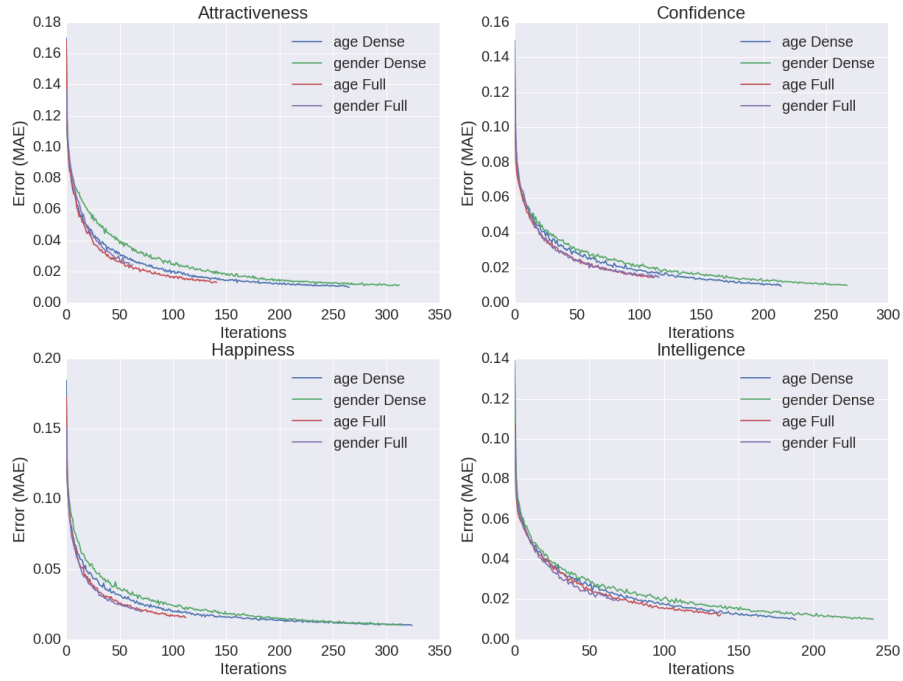 Attractiveness
0.18
0.16
0.14
0.12
0.10
0.08
0.06
0.04
0.02
0.00
Error (MAE)
age Dense
gender Dense
age Full
gender Full
0 50 100 150 200 250 300 350
Iterations
Confidence
0.16
0.14
0.12
0.10
0.08
0.06
0.04
0.02
0.00
Error (MAE)
age Dense
gender Dense
age Full
gender Full
0 50 100 150 200 250 300
Iterations
Happiness
0.20
0.15
0.10
0.05
0.00
Error (MAE)
age Dense
gender Dense
age Full
gender Full
0 50 100 150 200 250 300 350
Iterations
Intelligence
0.14
0.12
0.10
0.08
0.06
0.04
0.02
0.00
Error (MAE)
age Dense
gender Dense
age Full
gender Full
0 50 100 150 200 250
Iterations